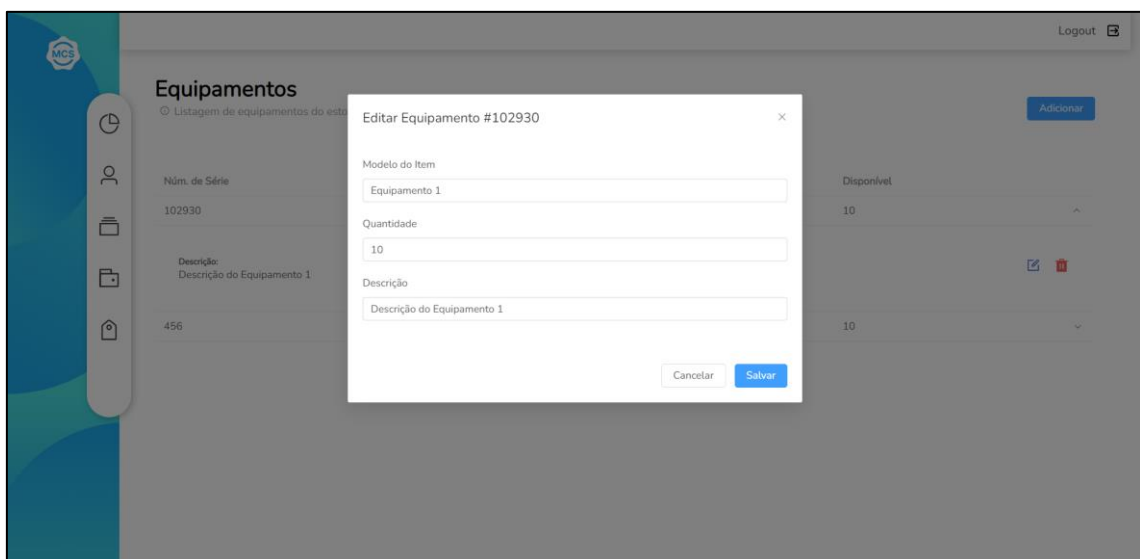 MCS
Logout
Equipamentos
Listagem de equipamentos do esto
Adicionar
Editar Equipamento #102930
Modelo do Item
Equipamento 1
Quantidade
10
Descrição
Descrição do Equipamento 1
Cancelar
Salvar
Núm. de Série
Disponível
102930
10
Descrição:
Descrição do Equipamento 1
456
10